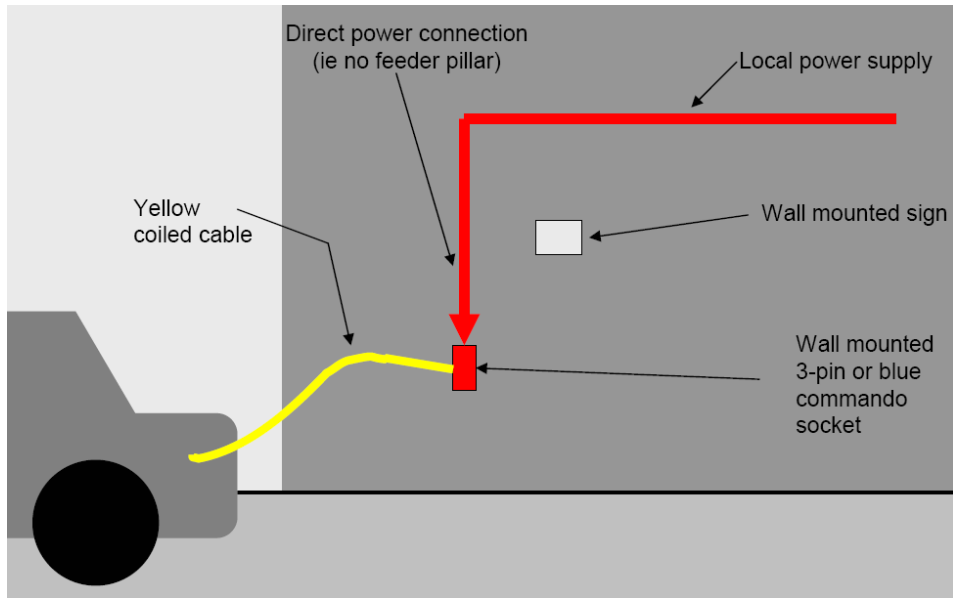 Direct power connection
(ie no feeder pillar)
Local power supply
Yellow
coiled cable
Wall mounted sign
Wall mounted
3-pin or blue
commando
socket